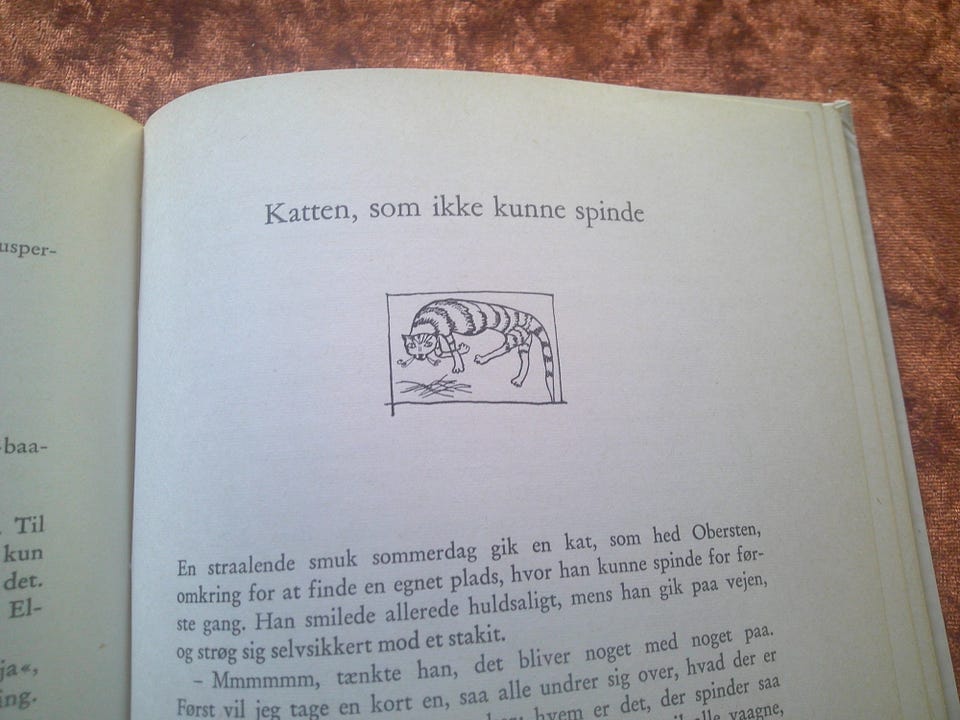 usper-
baa-
. Til
kun
det.
El-
ja«,
ing.
Katten, som ikke kunne spinde
En straalende smuk sommerdag gik en kat, som hed Obersten,
omkring for at finde en egnet plads, hvor han kunne spinde for før-
ste gang. Han smilede allerede huldsaligt, mens han gik paa vejen,
og strøg sig selvsikkert mod et stakit.
– Mmmmmm, tænkte han, det bliver noget med noget paa.
Først vil jeg tage en kort en, saa alle undrer sig over, hvad der er
hvem er det, der spinder saa
alle vaagne,